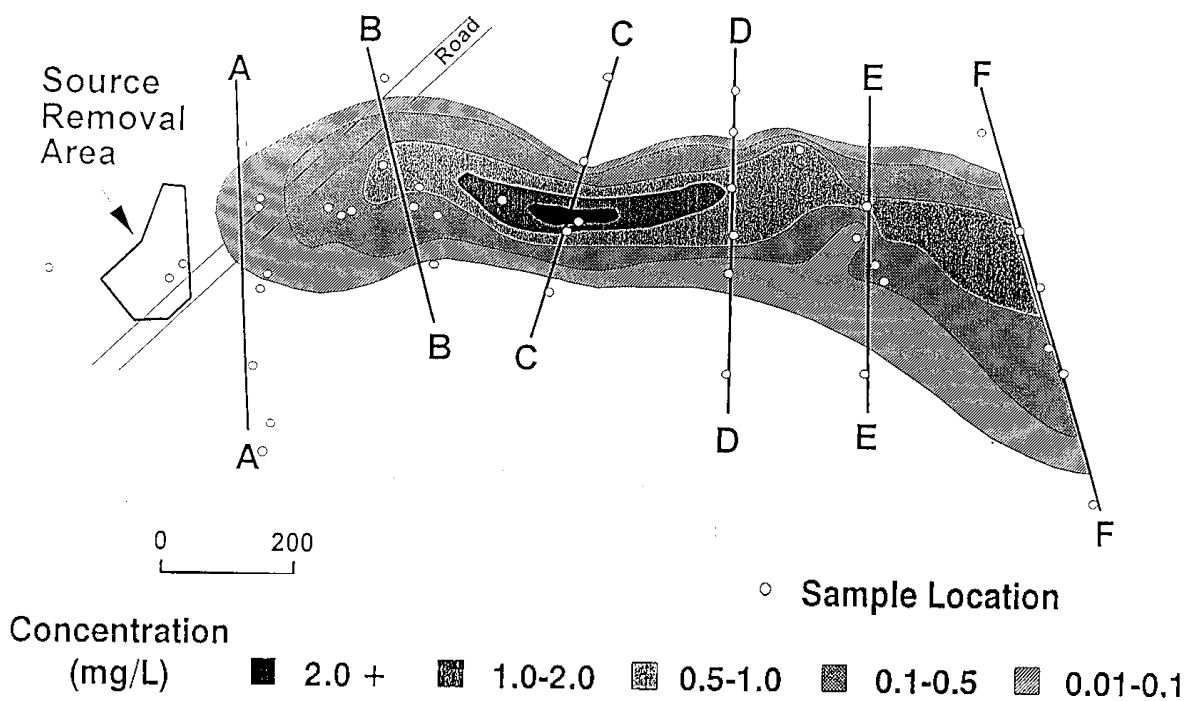 A
B
Road
C
D
E
F
Source
Removal
Area
B
C
D
E
A
F
0 200
Sample Location
Concentration
(mg/L)
2.0 +
1.0-2.0
0.5-1.0
0.1-0.5
0.01-0.1